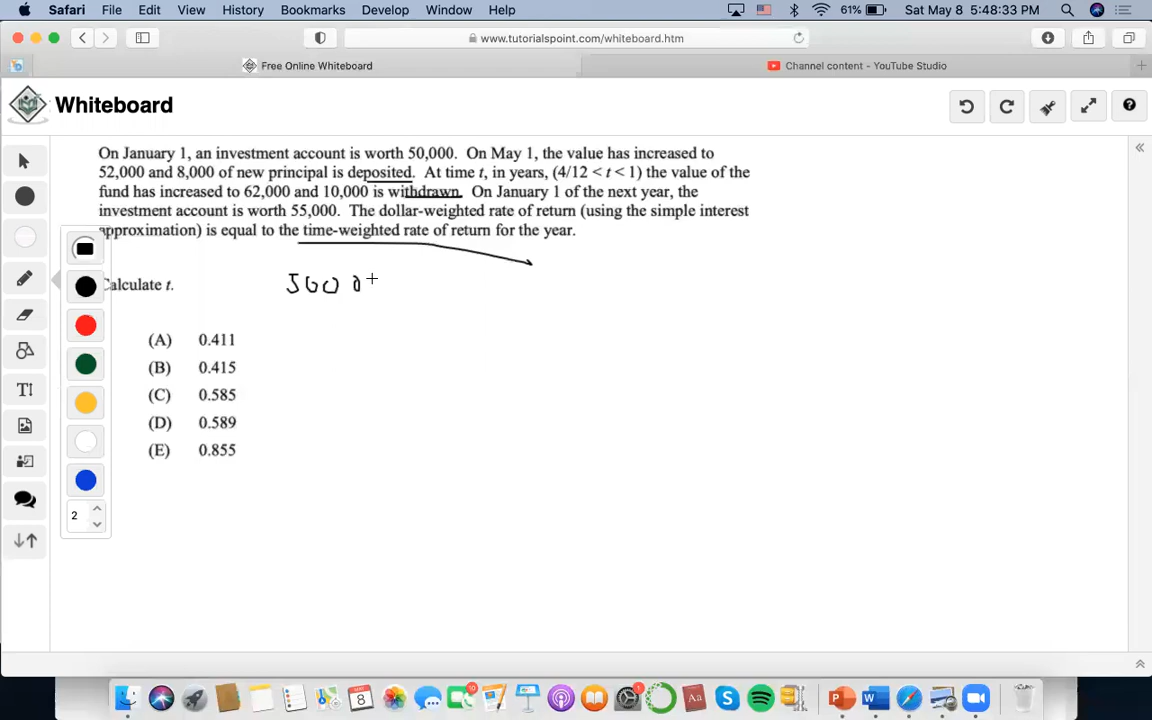 Safari File Edit View History Bookmarks Develop Window Help 61% Sat May 8 5:48:33 PM
www.tutorialspoint.com/whiteboard.htm
Free Online Whiteboard Channel content - YouTube Studio
Whiteboard
On January 1, an investment account is worth 50,000. On May 1, the value has increased to
52,000 and 8,000 of new principal is deposited. At time t, in years, (4/12 < t < 1) the value of the
fund has increased to 62,000 and 10,000 is withdrawn. On January 1 of the next year, the
investment account is worth 55,000. The dollar-weighted rate of return (using the simple interest
approximation) is equal to the time-weighted rate of return for the year.
Calculate t.
500 0
(A) 0.411
(B) 0.415
(C) 0.585
(D) 0.589
(E) 0.855
2